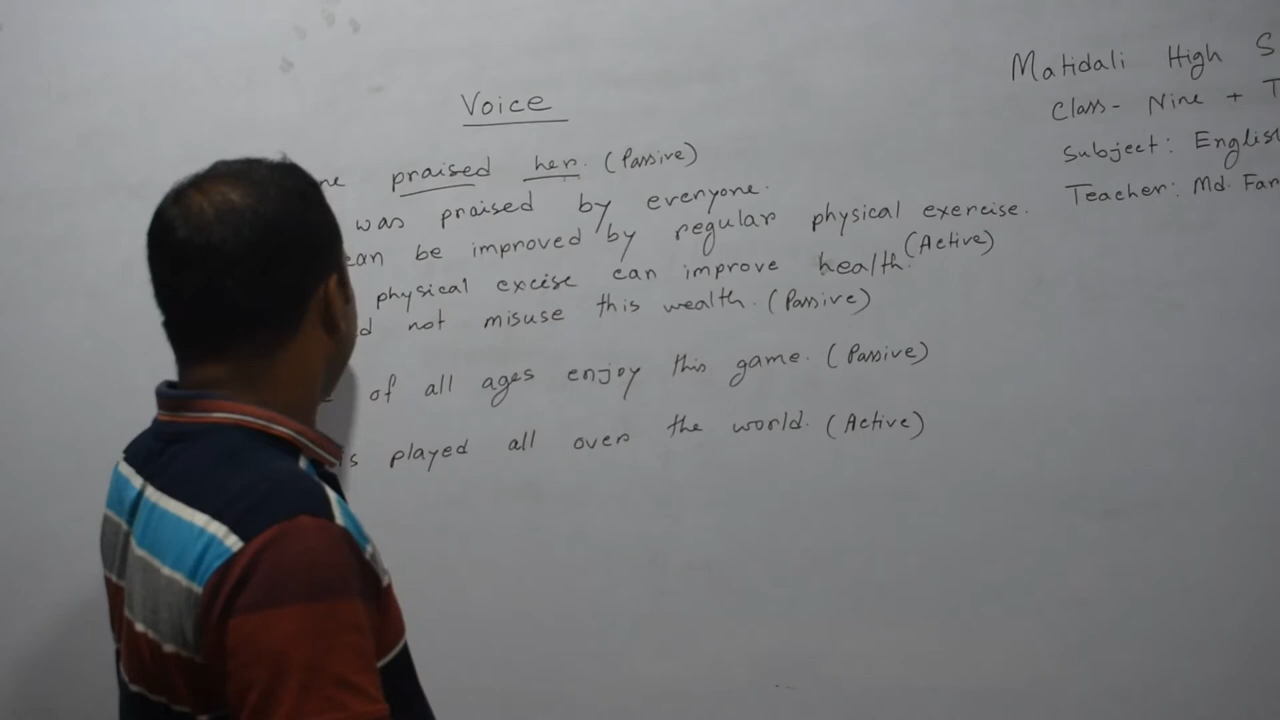 Voice
ne praised her. (Passive)
was praised by everyone.
can be improved by regular physical exercise.
(Active)
physical excise can improve health.
d not misuse this wealth. (Passive)
of all ages enjoy this game. (Passive)
is played all over the world. (Active)
Matidali High S
Class- Nine + T
Subject: English
Teacher: Md. Far